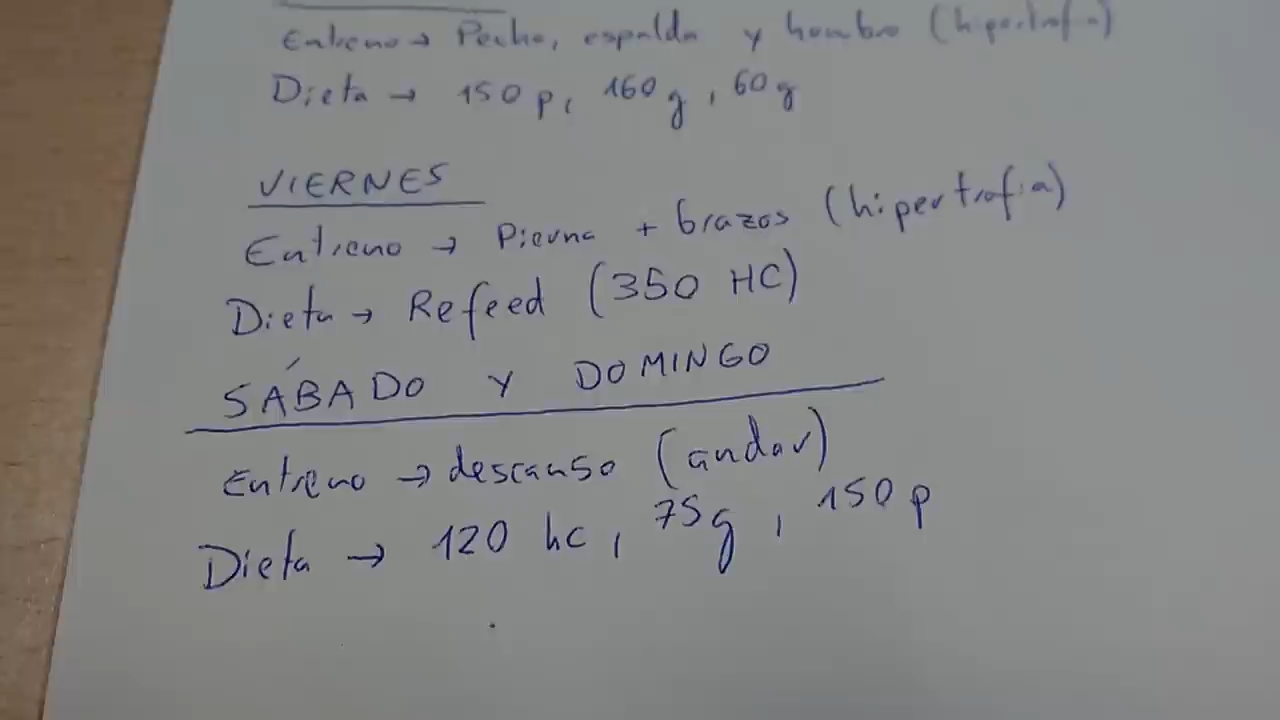 Entreno → Pecho, espalda y hombro (hipertrofia)
Dieta → 150 p, 160 g, 60 g
VIERNES
Entreno → Pierna + brazos (hipertrofia)
Dieta → Refeed (350 HC)
SÁBADO Y DOMINGO
Entreno → descanso (andar)
Dieta → 120 hc, 75g, 150 p